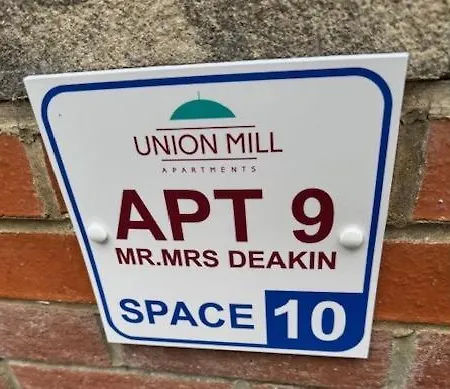 UNION MILL
APARTMENTS
APT 9
MR.MRS DEAKIN
SPACE 10